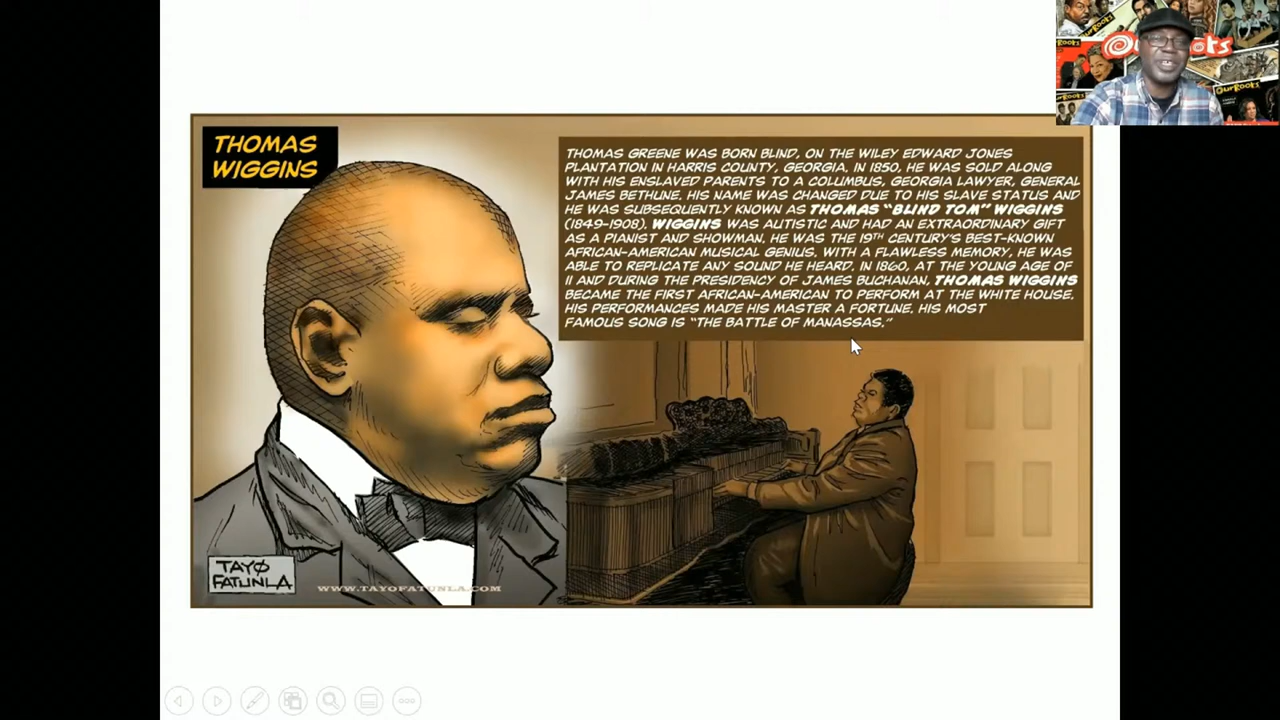 THOMAS
WIGGINS
THOMAS GREENE WAS BORN BLIND, ON THE WILEY EDWARD JONES
PLANTATION IN HARRIS COUNTY, GEORGIA. IN 1850, HE WAS SOLD ALONG
WITH HIS ENSLAVED PARENTS TO A COLUMBUS, GEORGIA LAWYER, GENERAL
JAMES BETHUNE. HIS NAME WAS CHANGED DUE TO HIS SLAVE STATUS AND
HE WAS SUBSEQUENTLY KNOWN AS THOMAS "BLIND TOM" WIGGINS
(1849-1908). WIGGINS WAS AUTISTIC AND HAD AN EXTRAORDINARY GIFT
AS A PIANIST AND SHOWMAN. HE WAS THE 19TH CENTURY'S BEST-KNOWN
AFRICAN-AMERICAN MUSICAL GENIUS. WITH A FLAWLESS MEMORY, HE WAS
ABLE TO REPLICATE ANY SOUND HE HEARD. IN 1860, AT THE YOUNG AGE OF
11 AND DURING THE PRESIDENCY OF JAMES BUCHANAN, THOMAS WIGGINS
BECAME THE FIRST AFRICAN-AMERICAN TO PERFORM AT THE WHITE HOUSE.
HIS PERFORMANCES MADE HIS MASTER A FORTUNE. HIS MOST
FAMOUS SONG IS "THE BATTLE OF MANASSAS."
TAYØ
FATUNLA
WWW.TAYOFATUNLA.COM